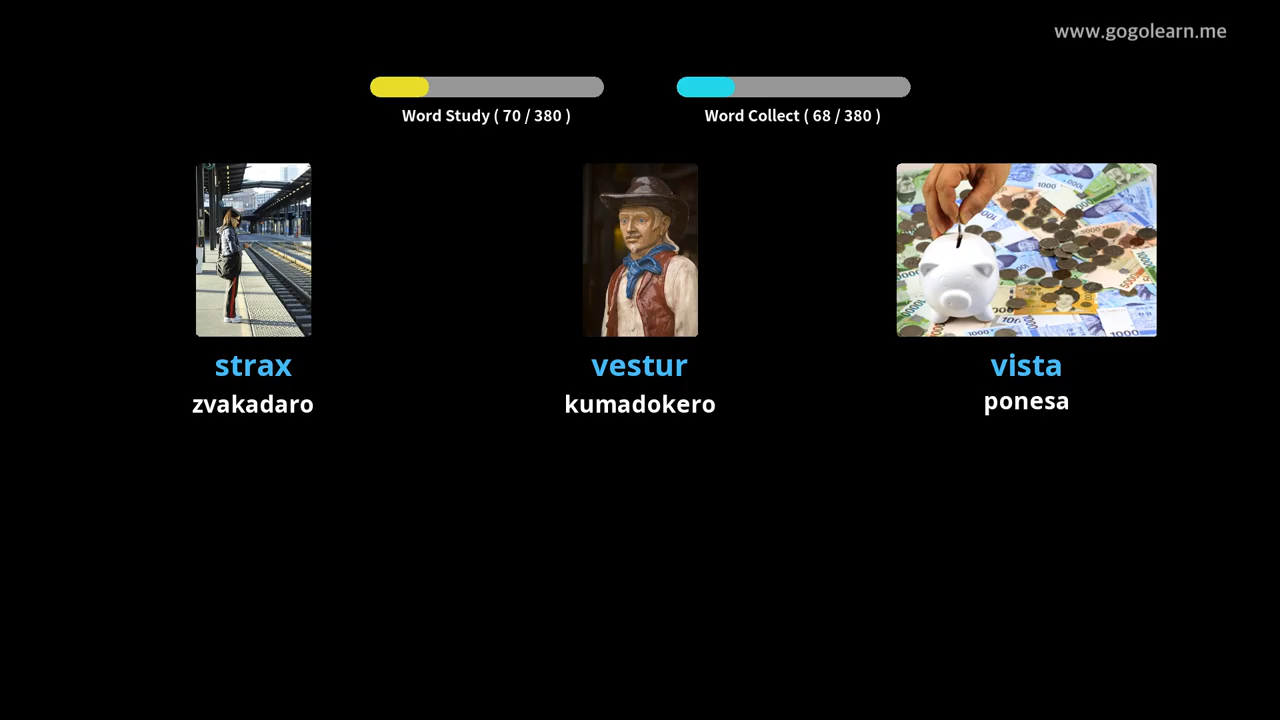 www.gogolearn.me
Word Study ( 70 / 380 )
Word Collect ( 68 / 380 )
strax
vestur
vista
zvakadaro
kumadokero
ponesa